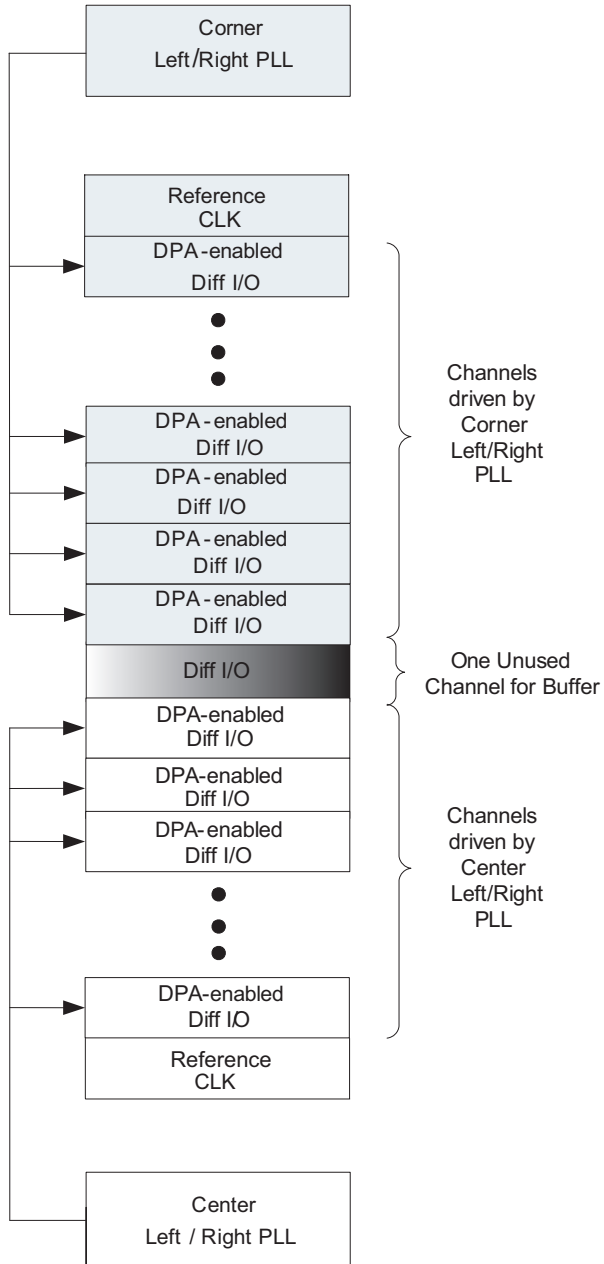 Corner
Left/Right PLL
Reference
CLK
DPA-enabled
Diff I/O
DPA-enabled
Diff I/O
DPA-enabled
Diff I/O
DPA-enabled
Diff I/O
DPA-enabled
Diff I/O
Channels
driven by
Corner
Left/Right
PLL
Diff I/O
One Unused
Channel for Buffer
DPA-enabled
Diff I/O
DPA-enabled
Diff I/O
DPA-enabled
Diff I/O
Channels
driven by
Center
Left/Right
PLL
DPA-enabled
Diff I/O
Reference
CLK
Center
Left / Right PLL